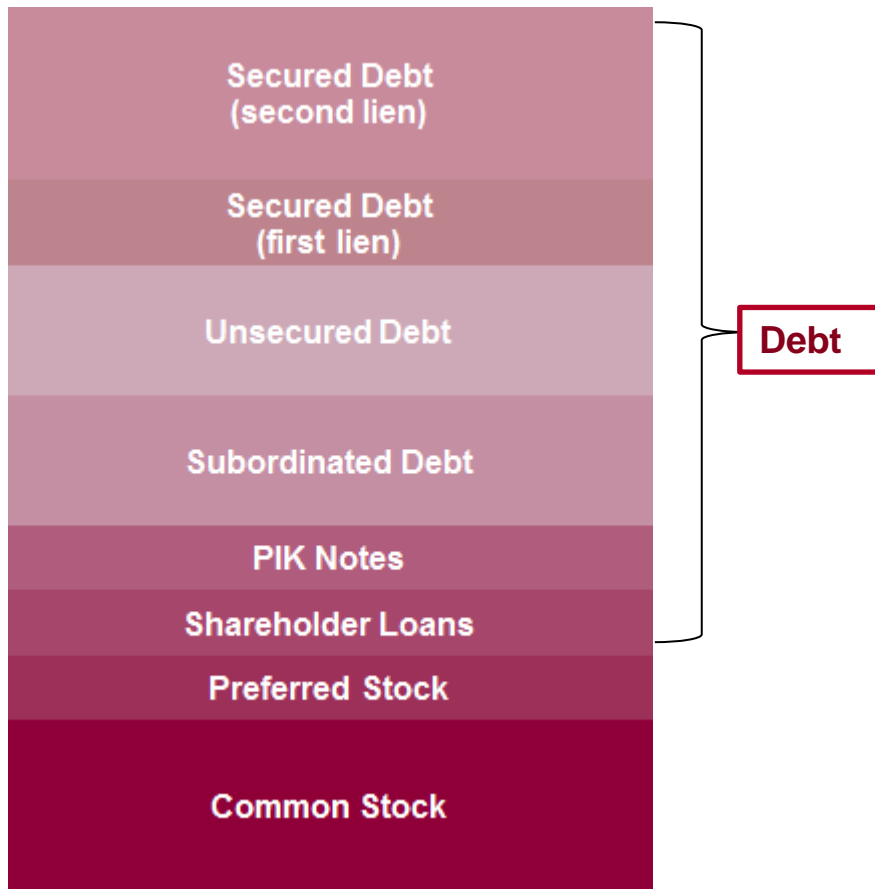 Secured Debt
(second lien)
Secured Debt
(first lien)
Unsecured Debt
Debt
Subordinated Debt
PIK Notes
Shareholder Loans
Preferred Stock
Common Stock